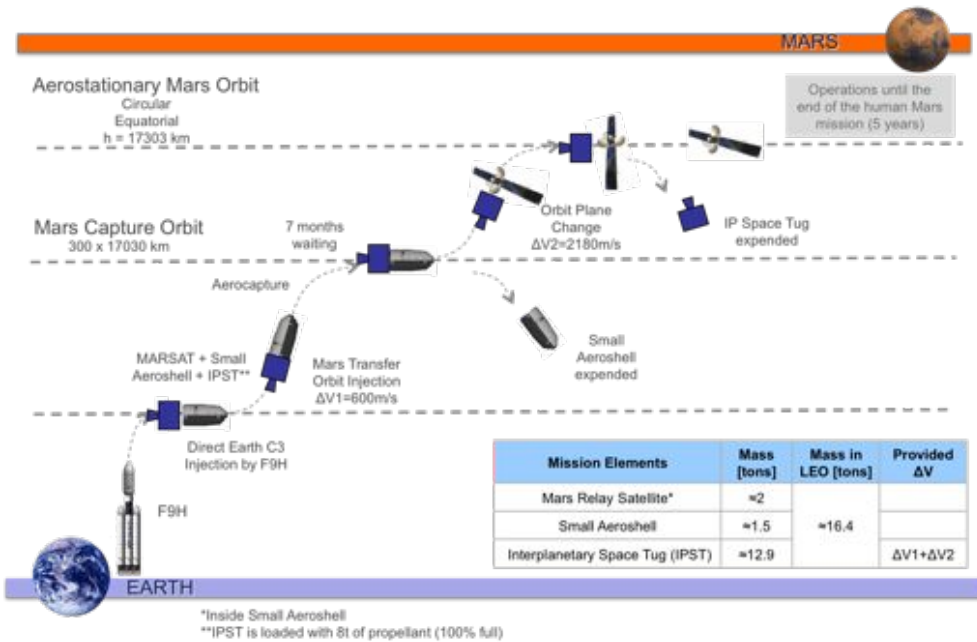 MARS
Aerostationary Mars Orbit
Circular
Equatorial
h = 17303 km
Operations until the
end of the human Mars
mission (5 years)
Mars Capture Orbit
300 x 17030 km
7 months
waiting
Orbit Plane
Change
ΔV2=2180m/s
IP Space Tug
expended
Aerocapture
Small
Aeroshell
expended
MARSAT + Small
Aeroshell + IPST**
Mars Transfer
Orbit Injection
ΔV1=600m/s
Direct Earth C3
Injection by F9H
F9H
Mission Elements Mass [tons] Mass in LEO [tons] Provided ΔV
Mars Relay Satellite* ≈2
Small Aeroshell ≈1.5 ≈16.4
Interplanetary Space Tug (IPST) ≈12.9 ΔV1+ΔV2
EARTH
*Inside Small Aeroshell
**IPST is loaded with 8t of propellant (100% full)